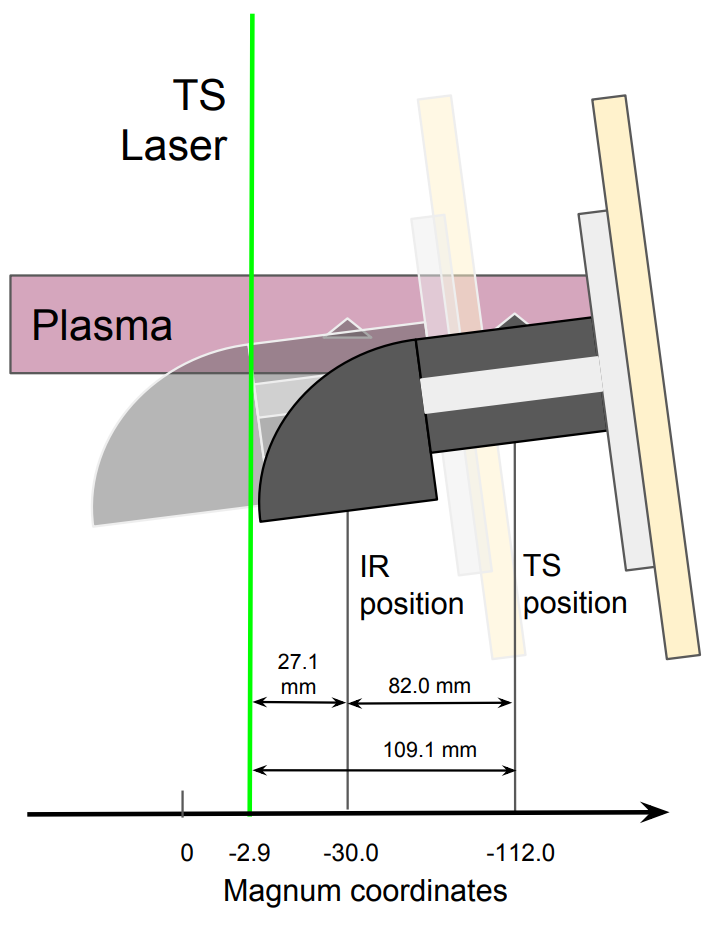 TS
Laser
Plasma
IR
position
TS
position
27.1
mm
82.0 mm
109.1 mm
0 -2.9 -30.0 -112.0
Magnum coordinates